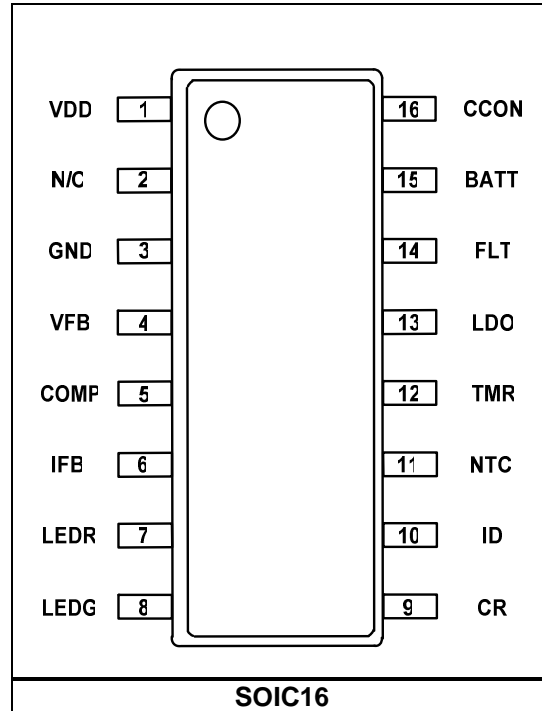 VDD 1 16 CCON
N/C 2 15 BATT
GND 3 14 FLT
VFB 4 13 LDO
COMP 5 12 TMR
IFB 6 11 NTC
LEDR 7 10 ID
LEDG 8 9 CR
SOIC16